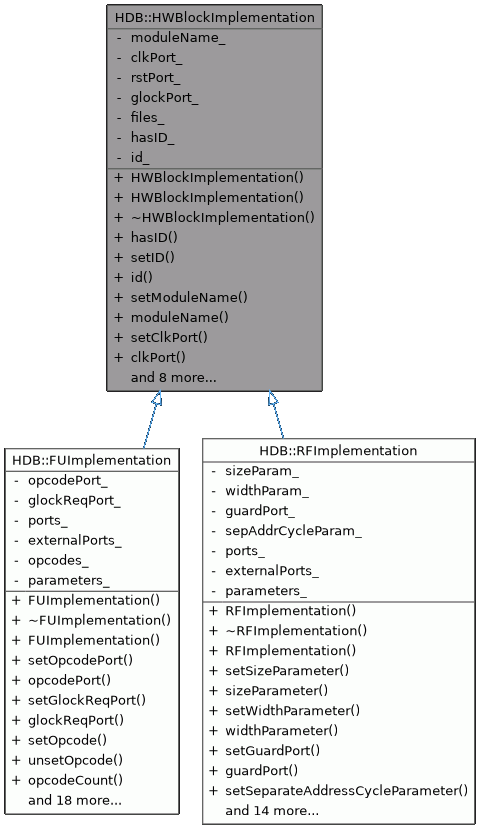 HDB::HWBlockImplementation
- moduleName_
- clkPort_
- rstPort_
- glockPort_
- files_
- hasID_
- id_
+ HWBlockImplementation()
+ HWBlockImplementation()
+ ~HWBlockImplementation()
+ hasID()
+ setID()
+ id()
+ setModuleName()
+ moduleName()
+ setClkPort()
+ clkPort()
and 8 more...
HDB::FUImplementation
- opcodePort_
- glockReqPort_
- ports_
- externalPorts_
- opcodes_
- parameters_
+ FUImplementation()
+ ~FUImplementation()
+ FUImplementation()
+ setOpcodePort()
+ opcodePort()
+ setGlockReqPort()
+ glockReqPort()
+ setOpcode()
+ unsetOpcode()
+ opcodeCount()
and 18 more...
HDB::RFImplementation
- sizeParam_
- widthParam_
- guardPort_
- sepAddrCycleParam_
- ports_
- externalPorts_
- parameters_
+ RFImplementation()
+ ~RFImplementation()
+ RFImplementation()
+ setSizeParameter()
+ sizeParameter()
+ setWidthParameter()
+ widthParameter()
+ setGuardPort()
+ guardPort()
+ setSeparateAddressCycleParameter()
and 14 more...